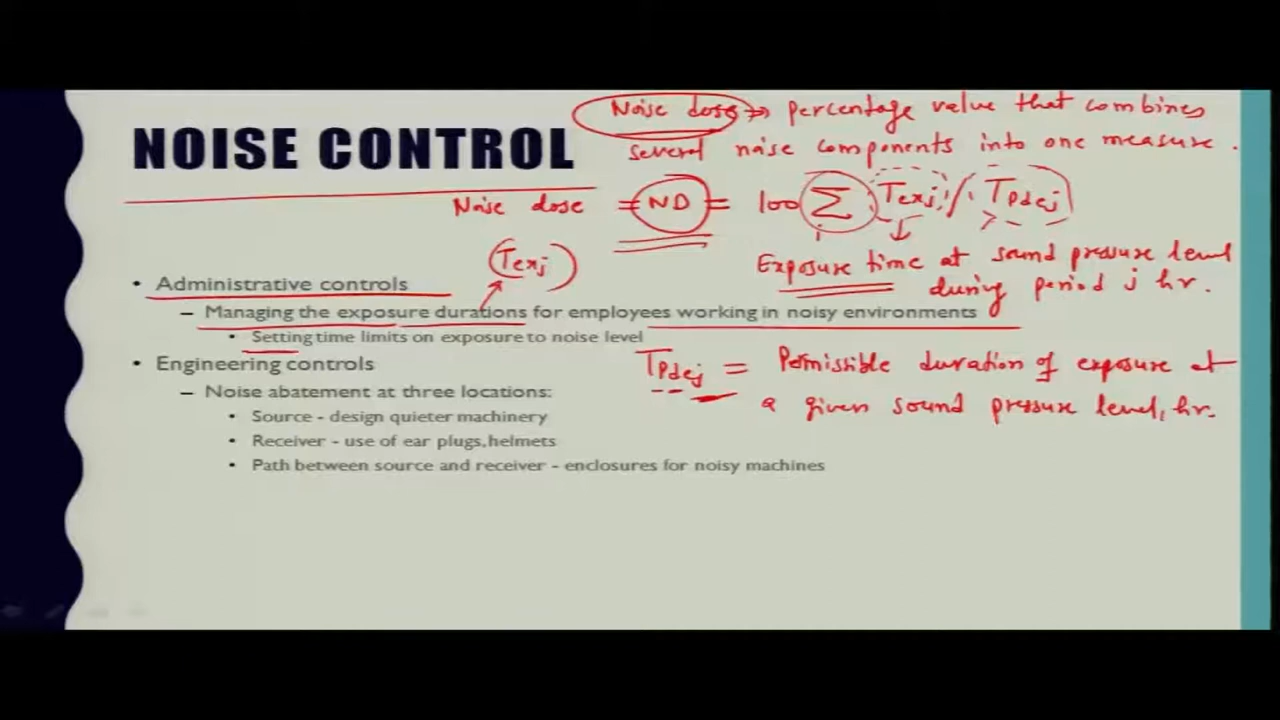 Noise dose => percentage value that combines
NOISE CONTROL
several noise components into one measure.
Noise dose = ND = 100 Σ Texj / Tpdej
j
(Texj)
Exposure time at sound pressure level
during period j hr.
• Administrative controls
– Managing the exposure durations for employees working in noisy environments
• Setting time limits on exposure to noise level
Tpdej = Permissible duration of exposure at
a given sound pressure level, hr.
• Engineering controls
– Noise abatement at three locations:
• Source - design quieter machinery
• Receiver - use of ear plugs,helmets
• Path between source and receiver - enclosures for noisy machines